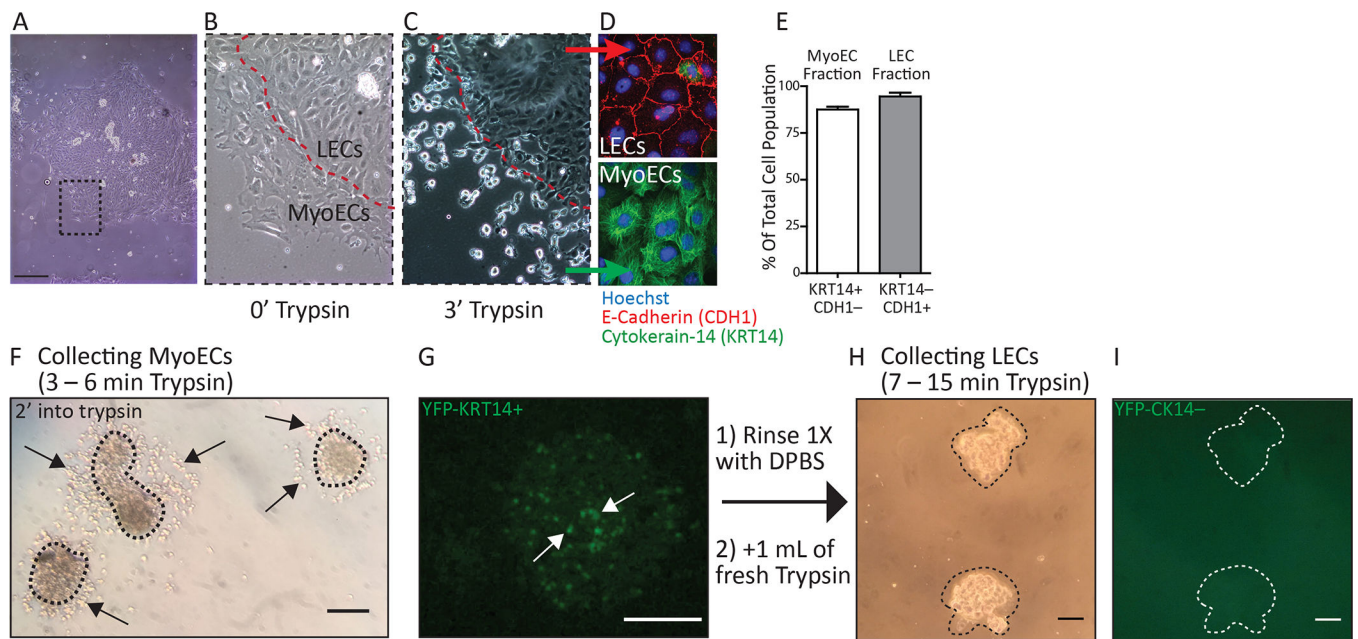 A
B
C
D
E
LECs
MyoECs
LECs
MyoECs
0’ Trypsin
3’ Trypsin
Hoechst
E-Cadherin (CDH1)
Cytokerain-14 (KRT14)
MyoEC
Fraction
LEC
Fraction
% Of Total Cell Population
100
75
50
25
0
KRT14+
CDH1–
KRT14–
CDH1+
F Collecting MyoECs
(3 – 6 min Trypsin)
2’ into trypsin
G
YFP-KRT14+
1) Rinse 1X
with DPBS
2) +1 mL of
fresh Trypsin
H Collecting LECs
(7 – 15 min Trypsin)
I
YFP-CK14–